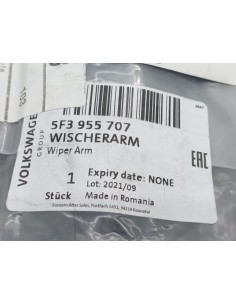 VOLKSWAGEN
GROUP
5F3 955 707
WISCHERARM
Wiper Arm
EAC
1
Stück
Expiry date: NONE
Lot: 2021/09
Made in Romania